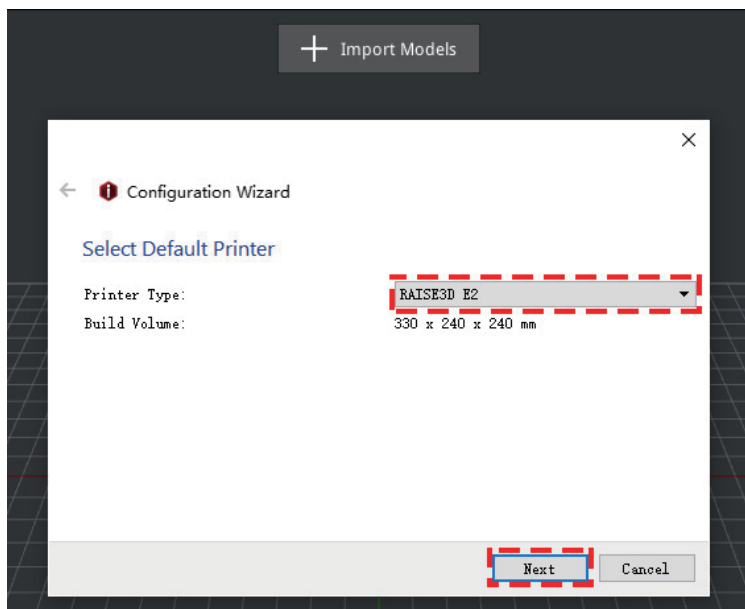 Import Models
Configuration Wizard
Select Default Printer
Printer Type: RAISE3D E2
Build Volume: 330 x 240 x 240 mm
Next Cancel